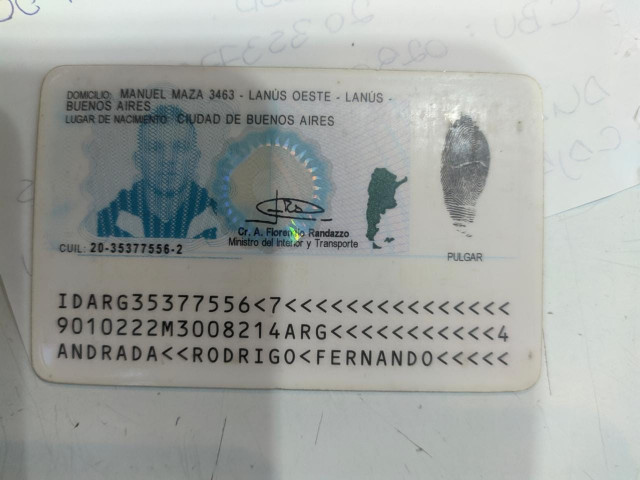 DOMICILIO: MANUEL MAZA 3463 - LANÚS OESTE - LANÚS -
BUENOS AIRES
LUGAR DE NACIMIENTO: CIUDAD DE BUENOS AIRES
Cr. A. Florencio Randazzo
Ministro del Interior y Transporte
CUIL: 20-35377556-2
PULGAR
IDARG35377556<7<<<<<<<<<<<<<<<
9010222M3008214ARG<<<<<<<<<<<4
ANDRADA<<RODRIGO<FERNANDO<<<<<